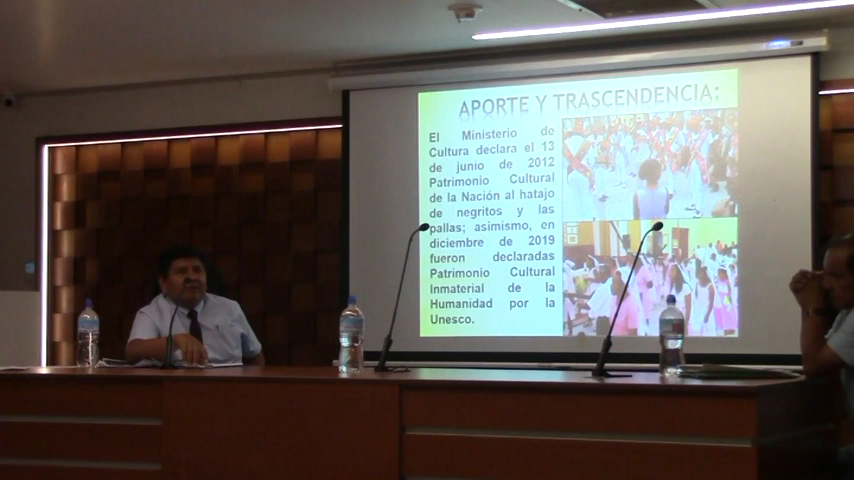 APORTE Y TRASCENDENCIA:
El Ministerio de
Cultura declara el 13
de junio de 2012
Patrimonio Cultural
de la Nación al hatajo
de negritos y las
pallas; asimismo, en
diciembre de 2019
fueron declaradas
Patrimonio Cultural
Inmaterial de la
Humanidad por la
Unesco.